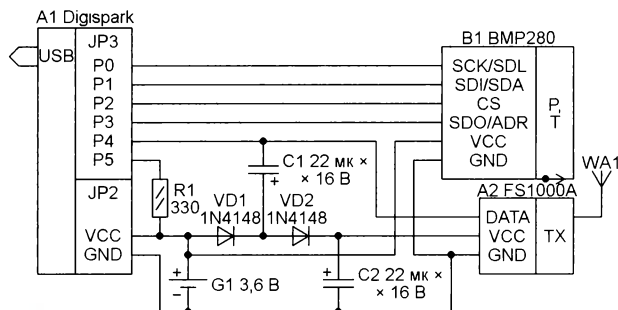 A1 Digispark
USB
JP3
P0
P1
P2
P3
P4
P5
JP2
VCC
GND
R1
330
VD1
1N4148
VD2
1N4148
C1 22 мк ×
× 16 В
+
G1 3,6 В
+
−
C2 22 мк ×
× 16 В
+
B1 BMP280
SCK/SDL
SDI/SDA
CS
SDO/ADR
VCC
GND
P,
T
WA1
A2 FS1000A
DATA
VCC
GND
TX